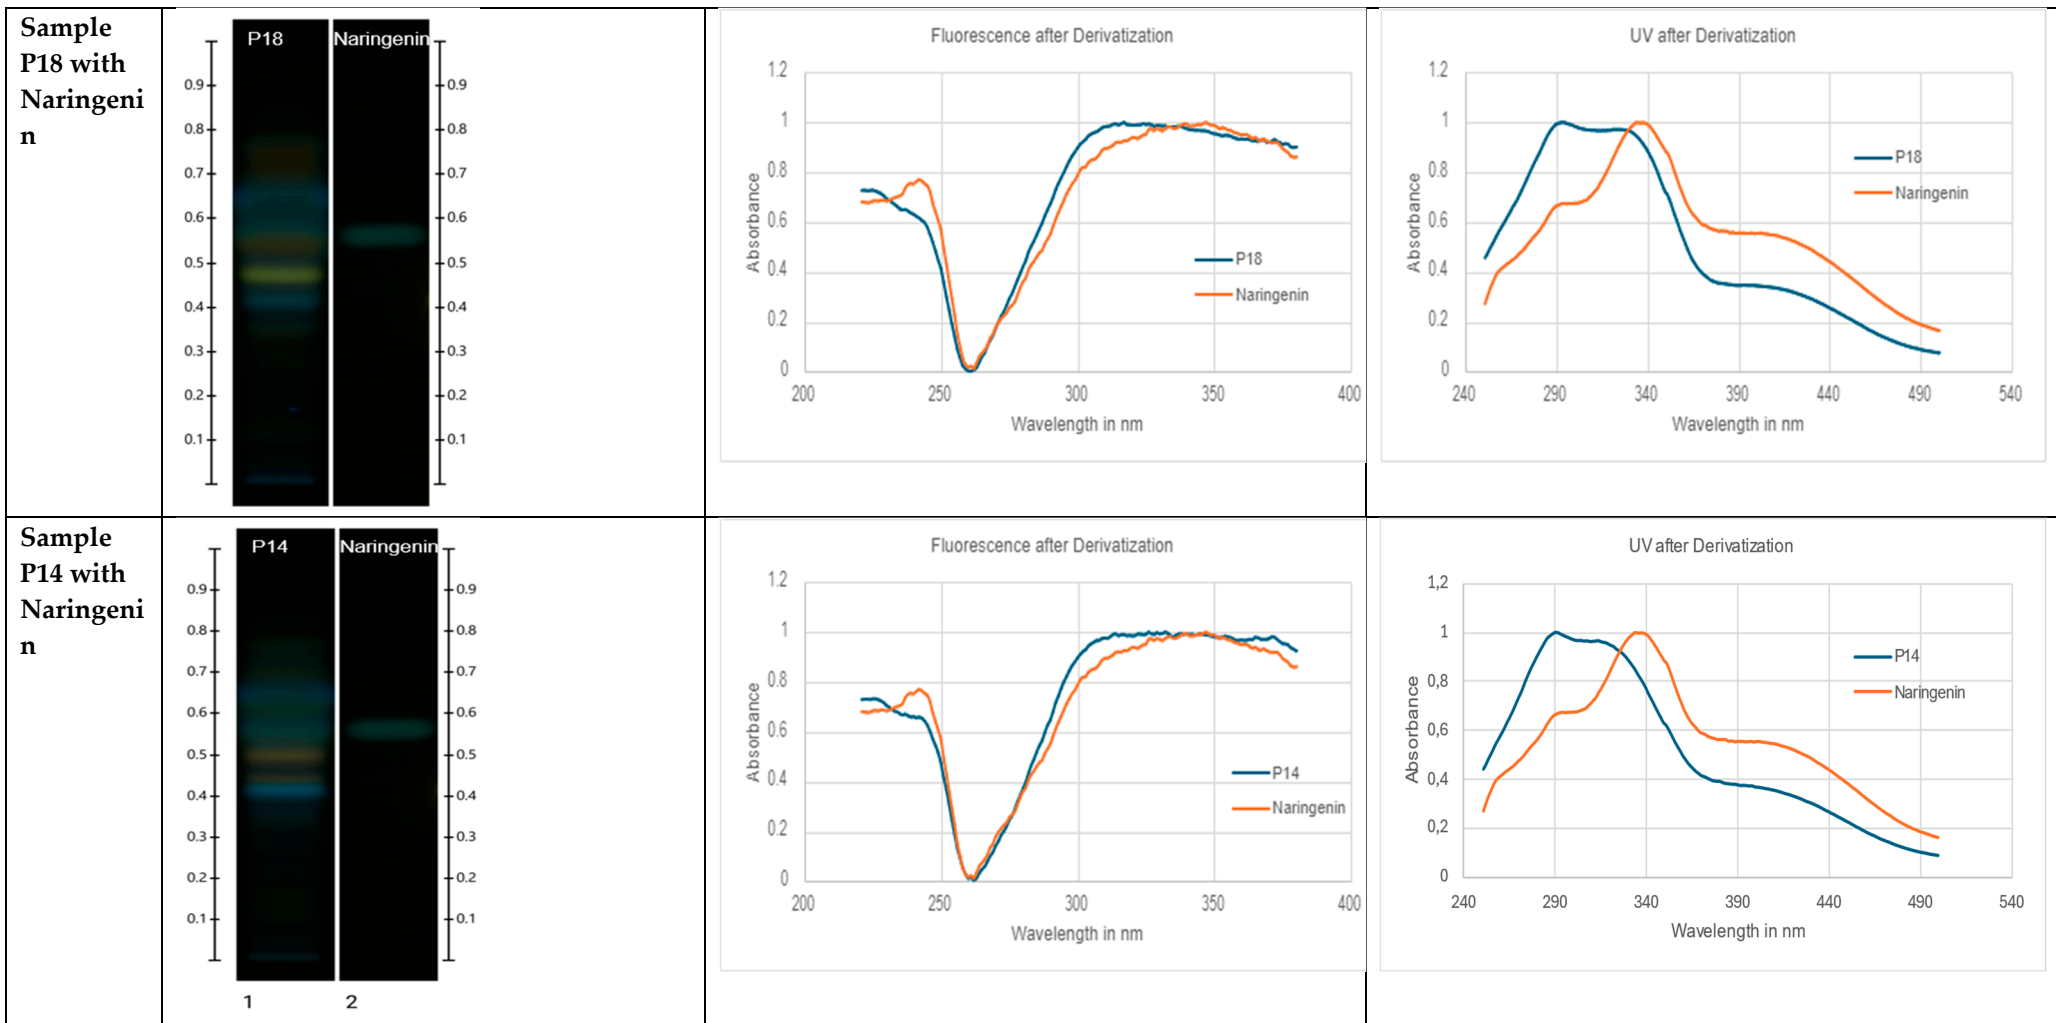 Sample
P18 with
Naringeni
n
P18 Naringenin
0.9 0.9
0.8 0.8
0.7 0.7
0.6 0.6
0.5 0.5
0.4 0.4
0.3 0.3
0.2 0.2
0.1 0.1
Fluorescence after Derivatization
1.2
1
0.8
0.6
0.4
0.2
0
Absorbance
P18
Naringenin
200 250 300 350 400
Wavelength in nm
UV after Derivatization
1.2
1
0.8
0.6
0.4
0.2
0
Absorbance
P18
Naringenin
240 290 340 390 440 490 540
Wavelength in nm
Sample
P14 with
Naringeni
n
P14 Naringenin
0.9 0.9
0.8 0.8
0.7 0.7
0.6 0.6
0.5 0.5
0.4 0.4
0.3 0.3
0.2 0.2
0.1 0.1
1 2
Fluorescence after Derivatization
1.2
1
0.8
0.6
0.4
0.2
0
Absorbance
P14
Naringenin
200 250 300 350 400
Wavelength in nm
UV after Derivatization
1,2
1
0,8
0,6
0,4
0,2
0
Absorbance
P14
Naringenin
240 290 340 390 440 490 540
Wavelength in nm